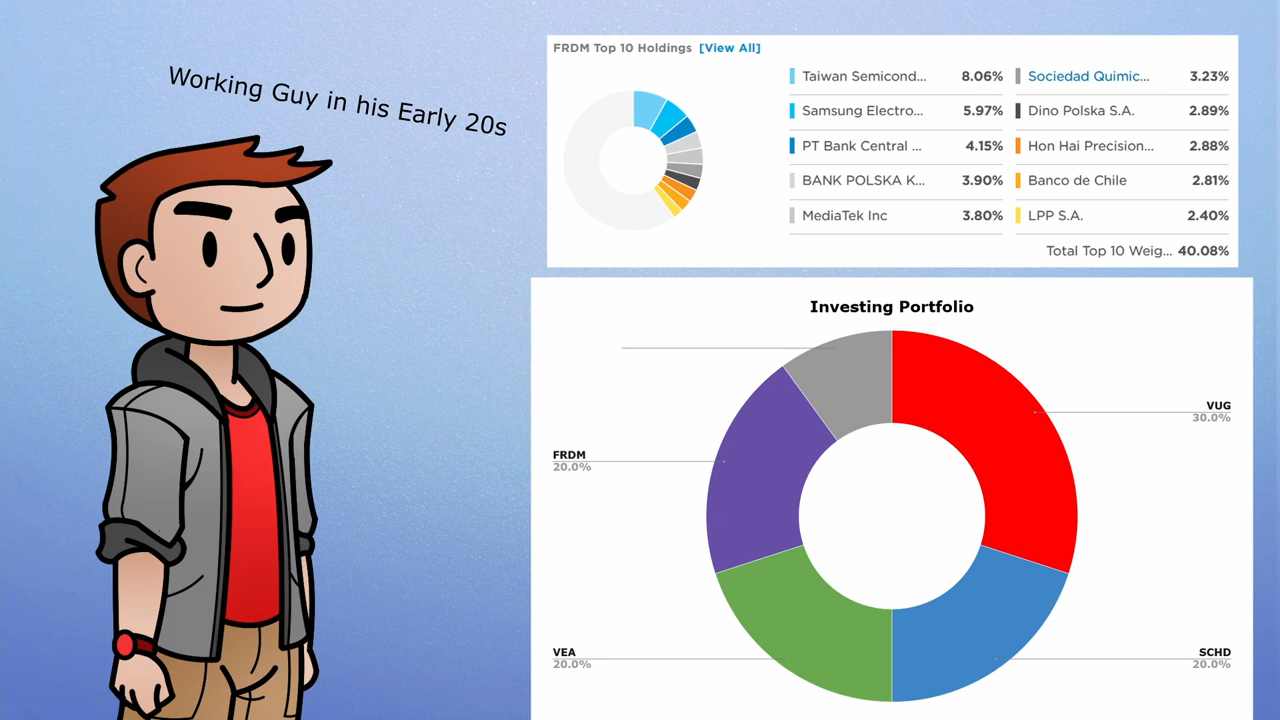 Working Guy in his Early 20s
FRDM Top 10 Holdings [View All]
Taiwan Semicond... 8.06%
Samsung Electro... 5.97%
PT Bank Central ... 4.15%
BANK POLSKA K... 3.90%
MediaTek Inc 3.80%
Sociedad Quimic... 3.23%
Dino Polska S.A. 2.89%
Hon Hai Precision... 2.88%
Banco de Chile 2.81%
LPP S.A. 2.40%
Total Top 10 Weig... 40.08%
Investing Portfolio
VUG
30.0%
FRDM
20.0%
VEA
20.0%
SCHD
20.0%